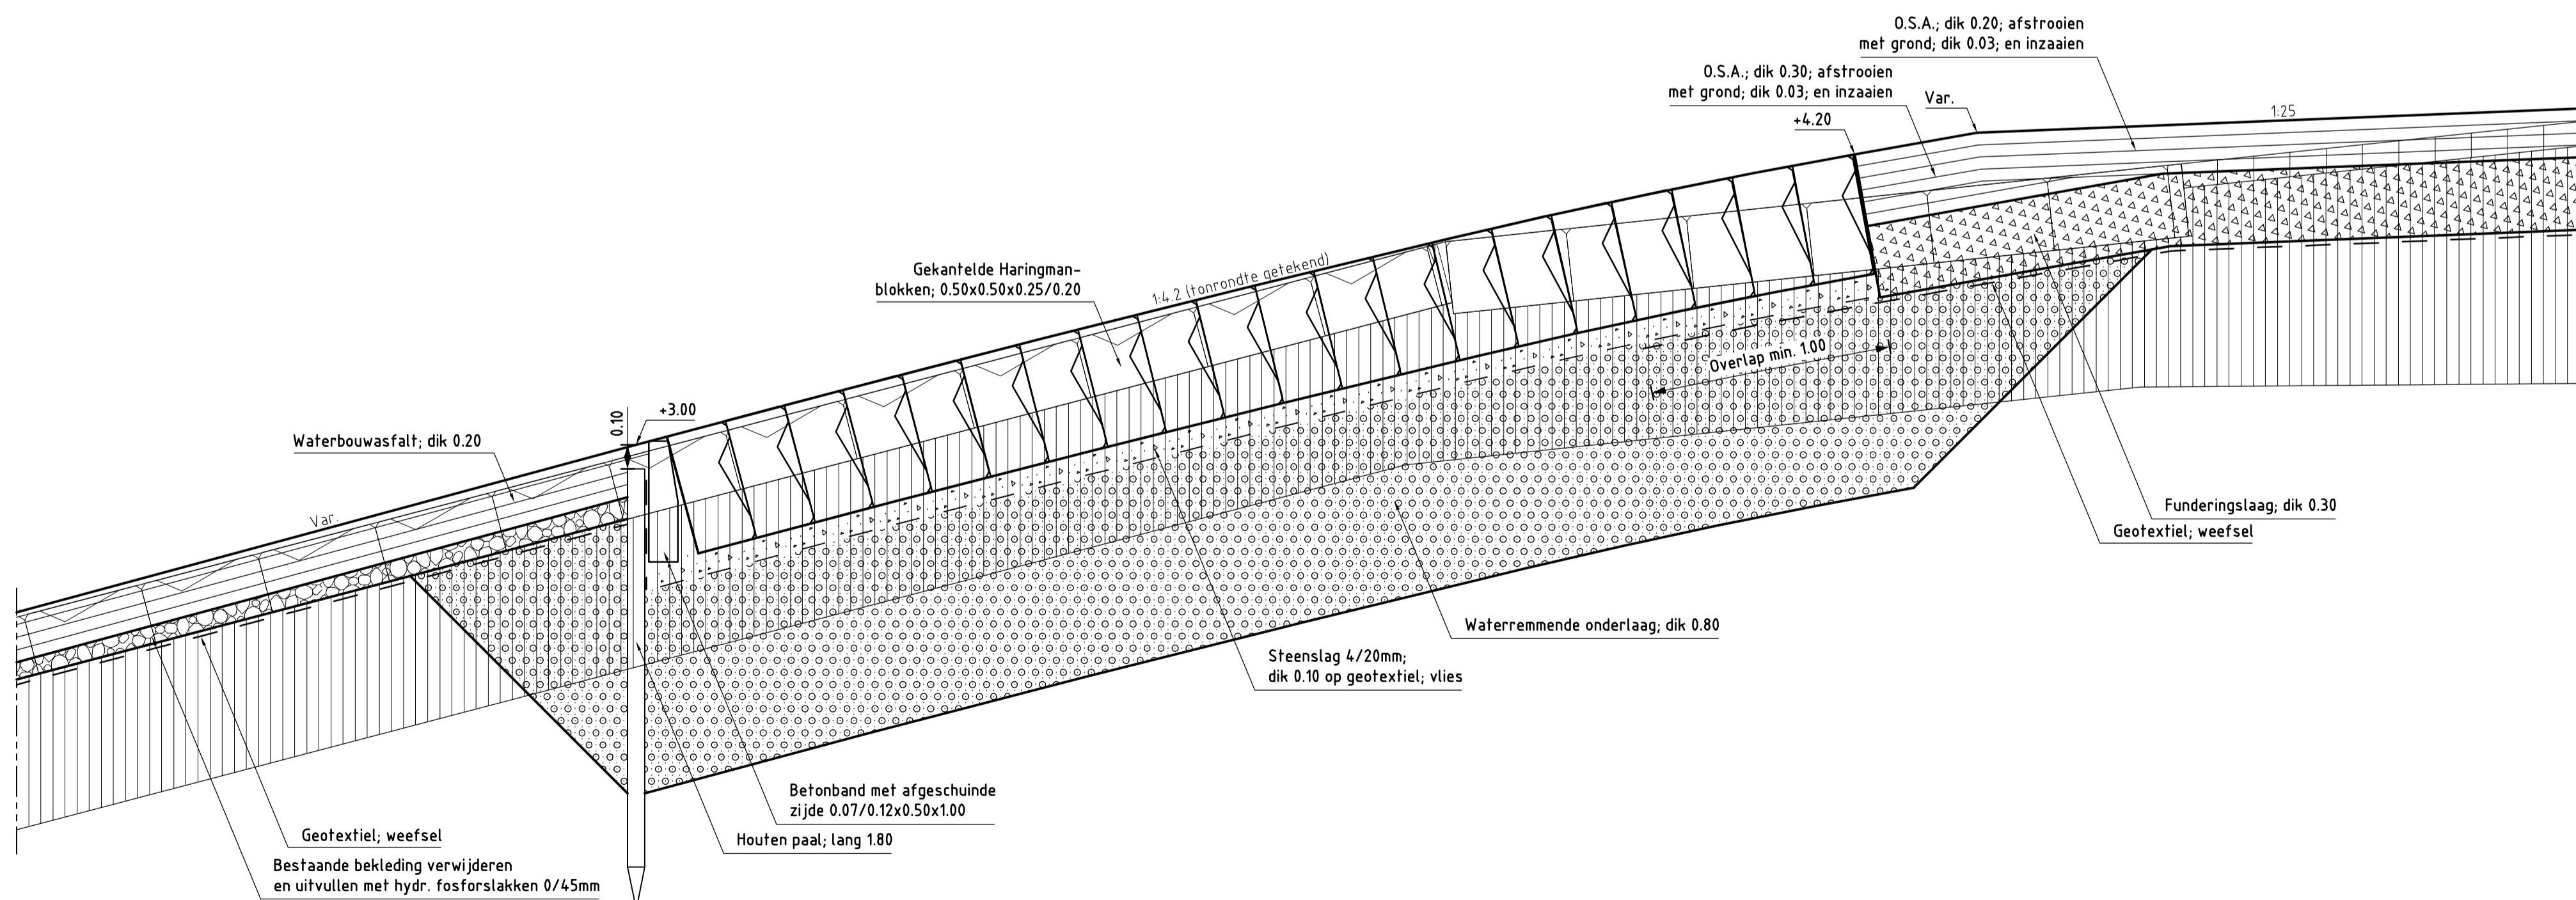 O.S.A.; dik 0.20; afstrooien
met grond; dik 0.03; en inzaaien
O.S.A.; dik 0.30; afstrooien
met grond; dik 0.03; en inzaaien
Var.
+4.20
1:25
Gekantelde Haringman-
blokken; 0.50x0.50x0.25/0.20
1:4.2 (tonrondte getekend)
Overlap min. 1.00
0.10
+3.00
Waterbouwasfalt; dik 0.20
Var.
Funderingslaag; dik 0.30
Geotextiel; weefsel
Waterremmende onderlaag; dik 0.80
Steenslag 4/20mm;
dik 0.10 op geotextiel; vlies
Betonband met afgeschuinde
zijde 0.07/0.12x0.50x1.00
Houten paal; lang 1.80
Geotextiel; weefsel
Bestaande bekleding verwijderen
en uitvullen met hydr. fosforslakken 0/45mm